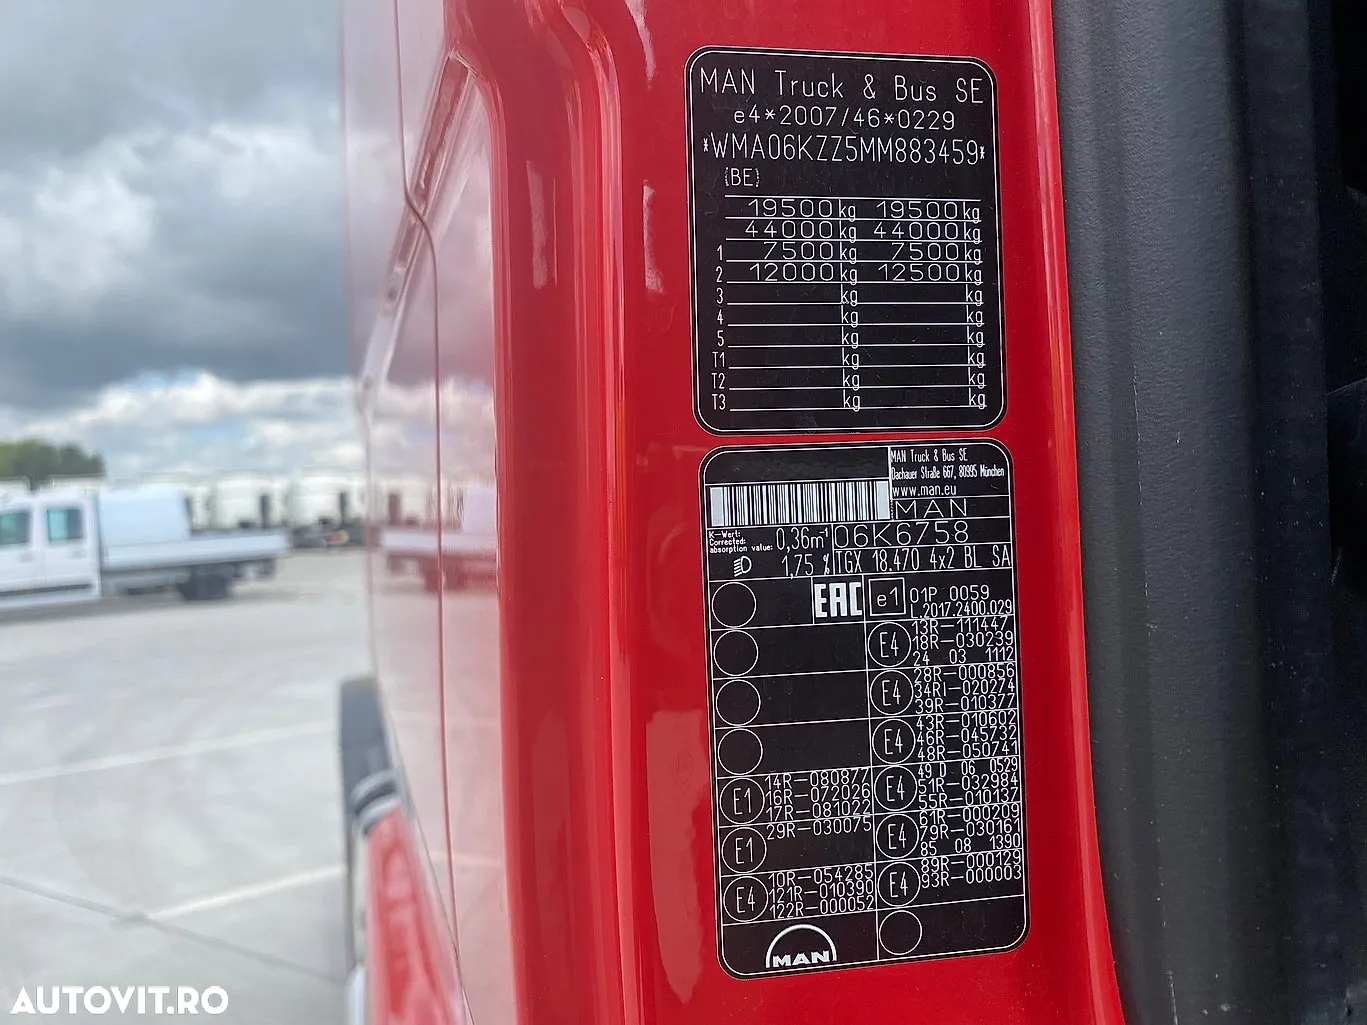 MAN Truck & Bus SE
e4*2007/46*0229
*WMA06KZZ5MM883459*
(BE)
19500 kg 19500 kg
44000 kg 44000 kg
1 7500 kg 7500 kg
2 12000 kg 12500 kg
3 kg kg
4 kg kg
5 kg kg
T1 kg kg
T2 kg kg
T3 kg kg
MAN Truck & Bus SE
Dachauer Straße 667, 80995 München
www.man.eu
MAN
K-Wert:
Corrected
absorption value: 0,36m⁻¹
06K6758
1,75 %
TGX 18.470 4x2 BL SA
EAC
e1 01P 0059
L.2017.2400.029
E4 13R-111447
18R-030239
24 03 1112
E4 28R-000856
34RI-020274
39R-010377
E4 43R-010602
46R-045732
48R-050741
E1 14R-080877
16R-072026
17R-081022
E4 49 D 06 0529
51R-032984
55R-010137
E1 29R-030075
E4 61R-000209
79R-030161
85 08 1390
E4 10R-054285
121R-010390
122R-000052
E4 89R-000129
93R-000003
MAN
AUTOVIT.RO